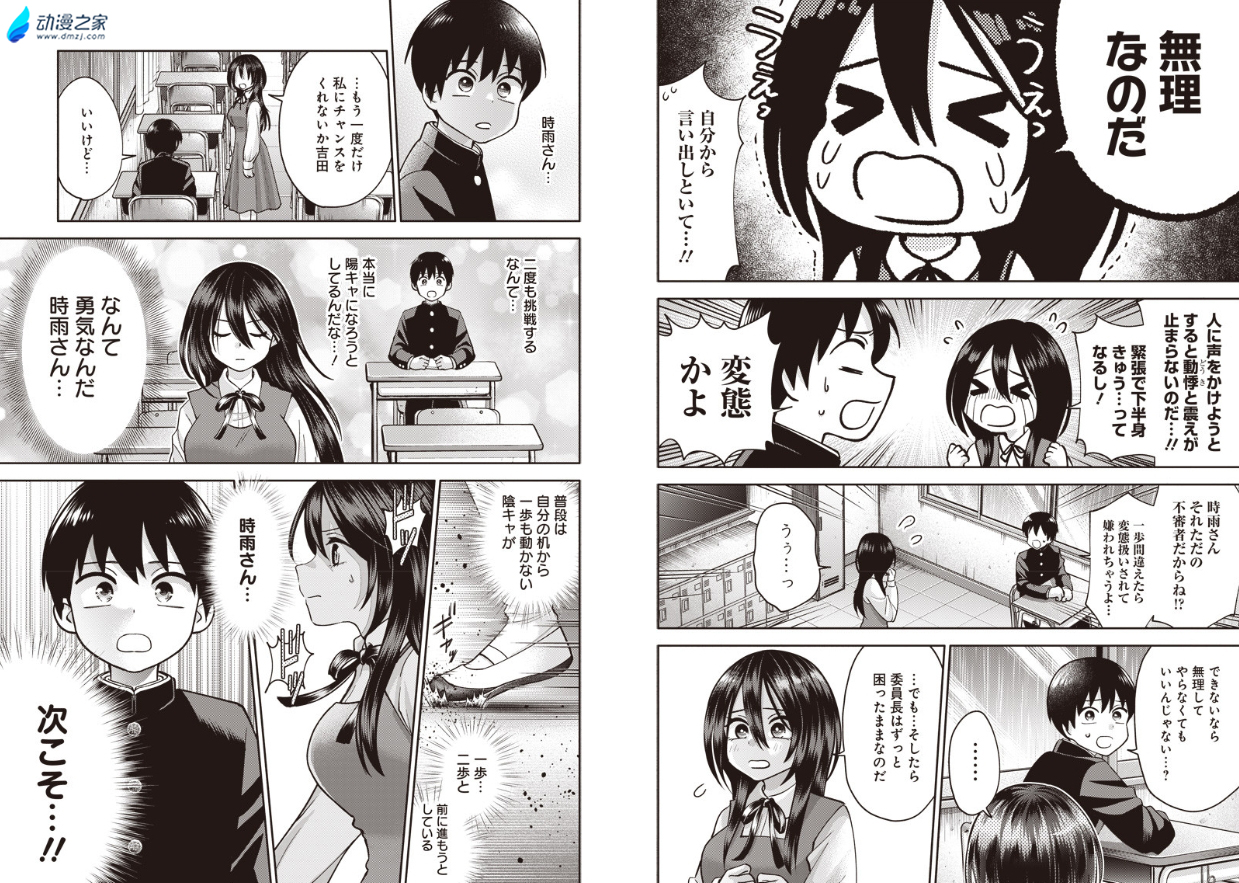 无理
なのだ
つぇっ
うえぇっ
自分から
言い出しといて…!!
人に声をかけようと
すると動悸と震えが
止まらないのだ…!!
どうき
緊張で下半身
きゅう…って
なるし!
変態
かよ
時雨さん
それただの
不審者だからね!?
一歩間違えたら
変態扱いされて
嫌われちゃうよ…
うぅ…っ
できないなら
無理して
やらなくても
いいんじゃない…?
……
…でも…そしたら
委員長はずっと
困ったままなのだ
時雨さん…
…もう一度だけ
私にチャンスを
くれないか吉田
いいけど…
二度も挑戦する
なんて…
本当に
陽キャになろうと
してるんだな…!
なんて
勇気なんだ
時雨さん…
普段は
自分の机から
一歩も動かない
陰キャが
ギャッ
一歩…
二歩と
前に進もうと
している
時雨さん…
次こそ…!!
动漫之家
www.dmzj.com